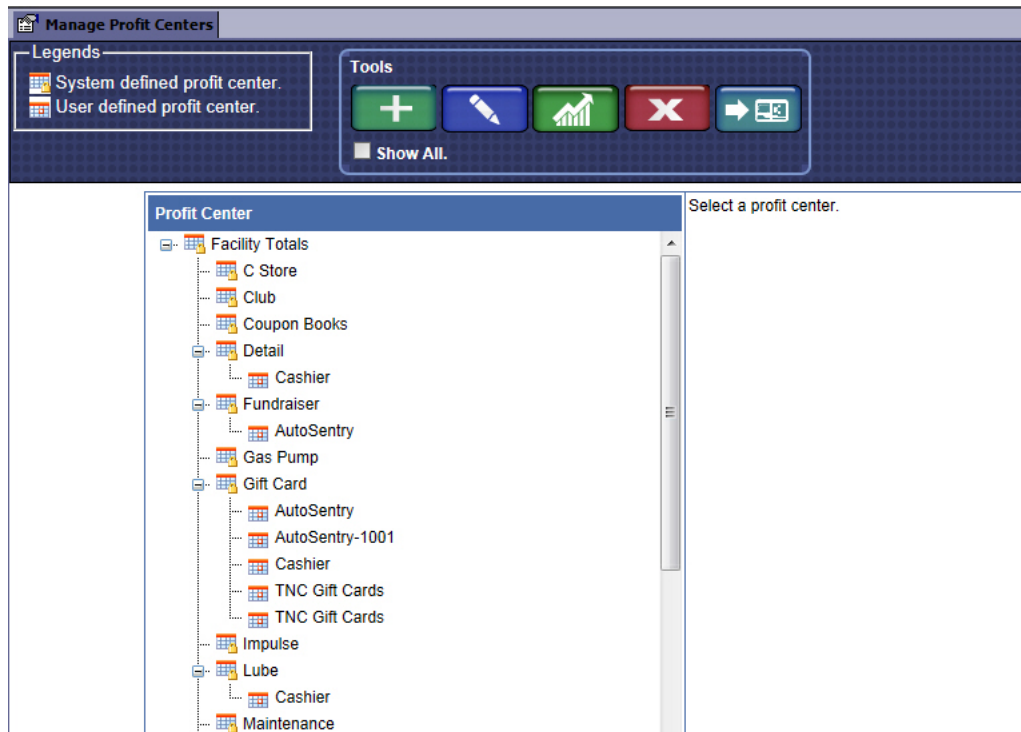 Manage Profit Centers
Legends
System defined profit center.
User defined profit center.
Tools
Show All.
Profit Center
Facility Totals
C Store
Club
Coupon Books
Detail
Cashier
Fundraiser
AutoSentry
Gas Pump
Gift Card
AutoSentry
AutoSentry-1001
Cashier
TNC Gift Cards
TNC Gift Cards
Impulse
Lube
Cashier
Maintenance
Select a profit center.